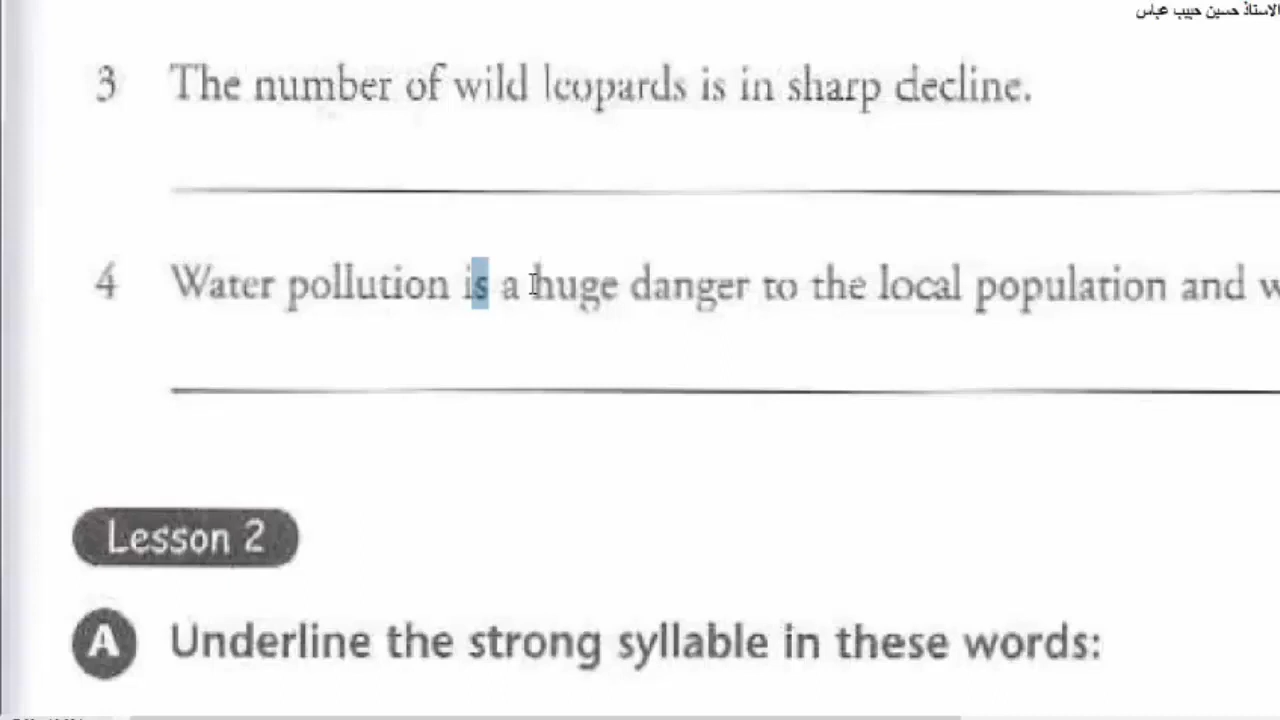 الاستاذ حسين حبيب عباس
3 The number of wild leopards is in sharp decline.
4 Water pollution is a huge danger to the local population and
Lesson 2
A Underline the strong syllable in these words: